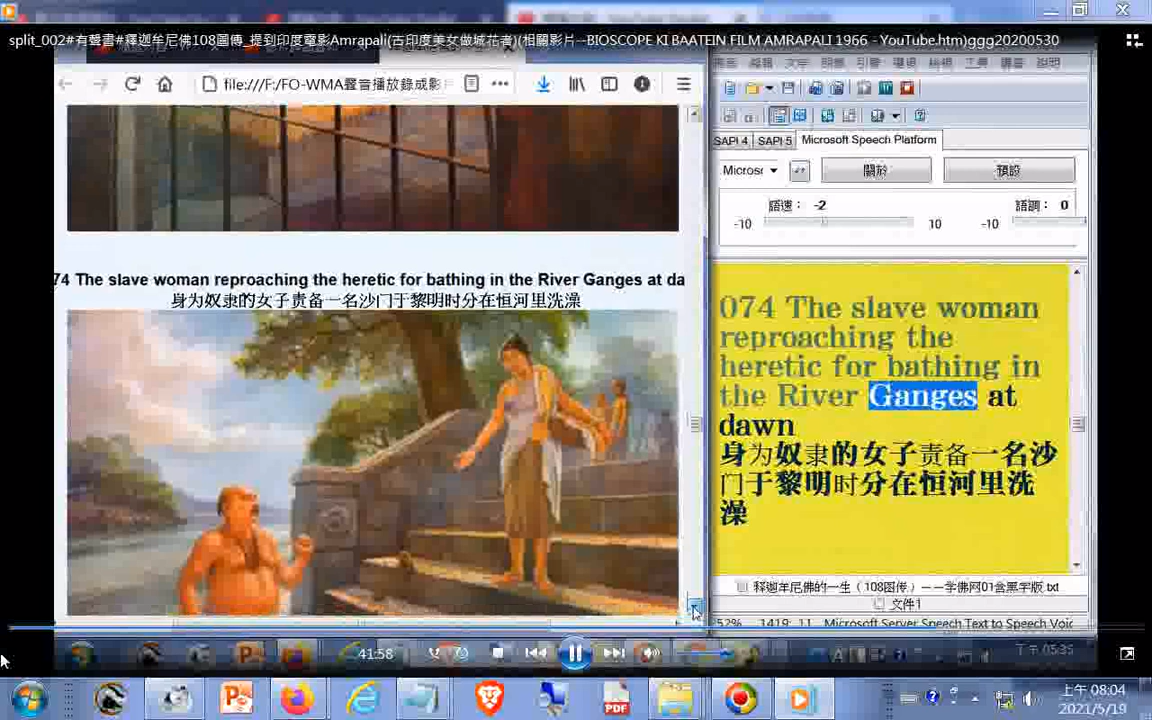 split_002#有聲書#釋迦牟尼佛108圖傳_提到印度電影Amrapali(古印度美女做城花者)(相關影片--BIOSCOPE KI BAATEIN FILM AMRAPALI 1966 - YouTube.htm)ggg20200530
file:///F:/FO-WMA聲音播放錄成影
SAPI 4 SAPI 5 Microsoft Speech Platform
Microsr 關於 預設
語速： -2 語調： 0
-10 10 -10
74 The slave woman reproaching the heretic for bathing in the River Ganges at da
身为奴隶的女子责备一名沙门于黎明时分在恒河里洗澡
074 The slave woman
reproaching the
heretic for bathing in
the River Ganges at
dawn
身为奴隶的女子责备一名沙
门于黎明时分在恒河里洗
澡
释迦牟尼佛的一生（108图传）——学佛网01含黑字版.txt
文件1
52% 1419: 11 Microsoft Server Speech Text to Speech Voic
41:58
下午 05:35
PDF
上午 08:04
2021/5/19